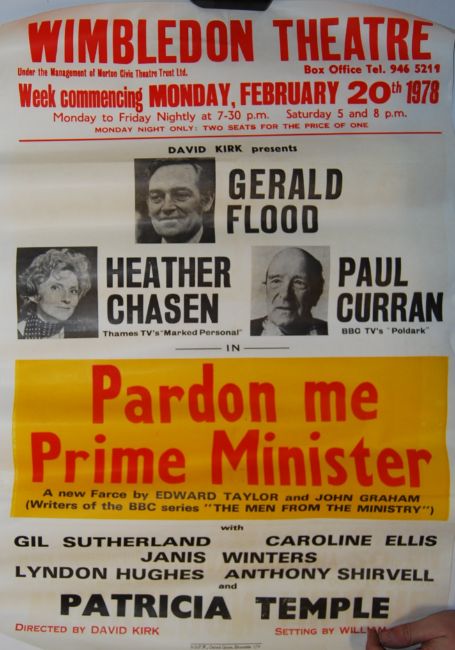 WIMBLEDON THEATRE
Under the Management of Merton Civic Theatre Trust Ltd.
Box Office Tel. 946 5211
Week commencing MONDAY, FEBRUARY 20th 1978
Monday to Friday Nightly at 7-30 p.m. Saturday 5 and 8 p.m.
MONDAY NIGHT ONLY: TWO SEATS FOR THE PRICE OF ONE
DAVID KIRK presents
GERALD
FLOOD
HEATHER
CHASEN
Thames TV's "Marked Personal"
PAUL
CURRAN
BBC TV's "Poldark"
IN
Pardon me
Prime Minister
A new Farce by EDWARD TAYLOR and JOHN GRAHAM
(Writers of the BBC series "THE MEN FROM THE MINISTRY")
with
GIL SUTHERLAND CAROLINE ELLIS
JANIS WINTERS
LYNDON HUGHES ANTHONY SHIRVELL
and
PATRICIA TEMPLE
DIRECTED BY DAVID KIRK
SETTING BY